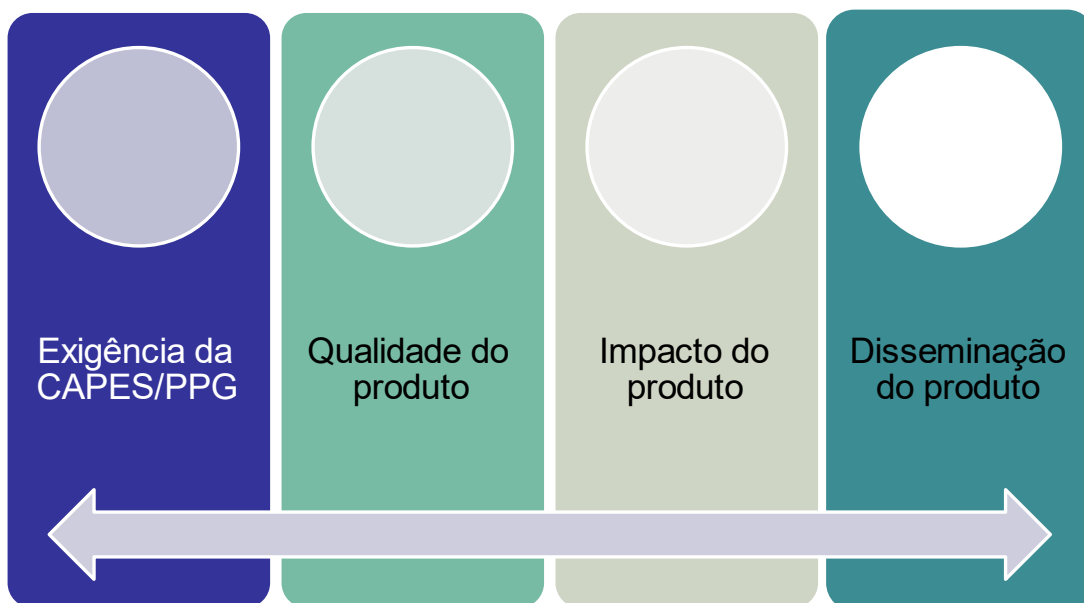 Exigência da
CAPES/PPG
Qualidade do
produto
Impacto do
produto
Disseminação
do produto